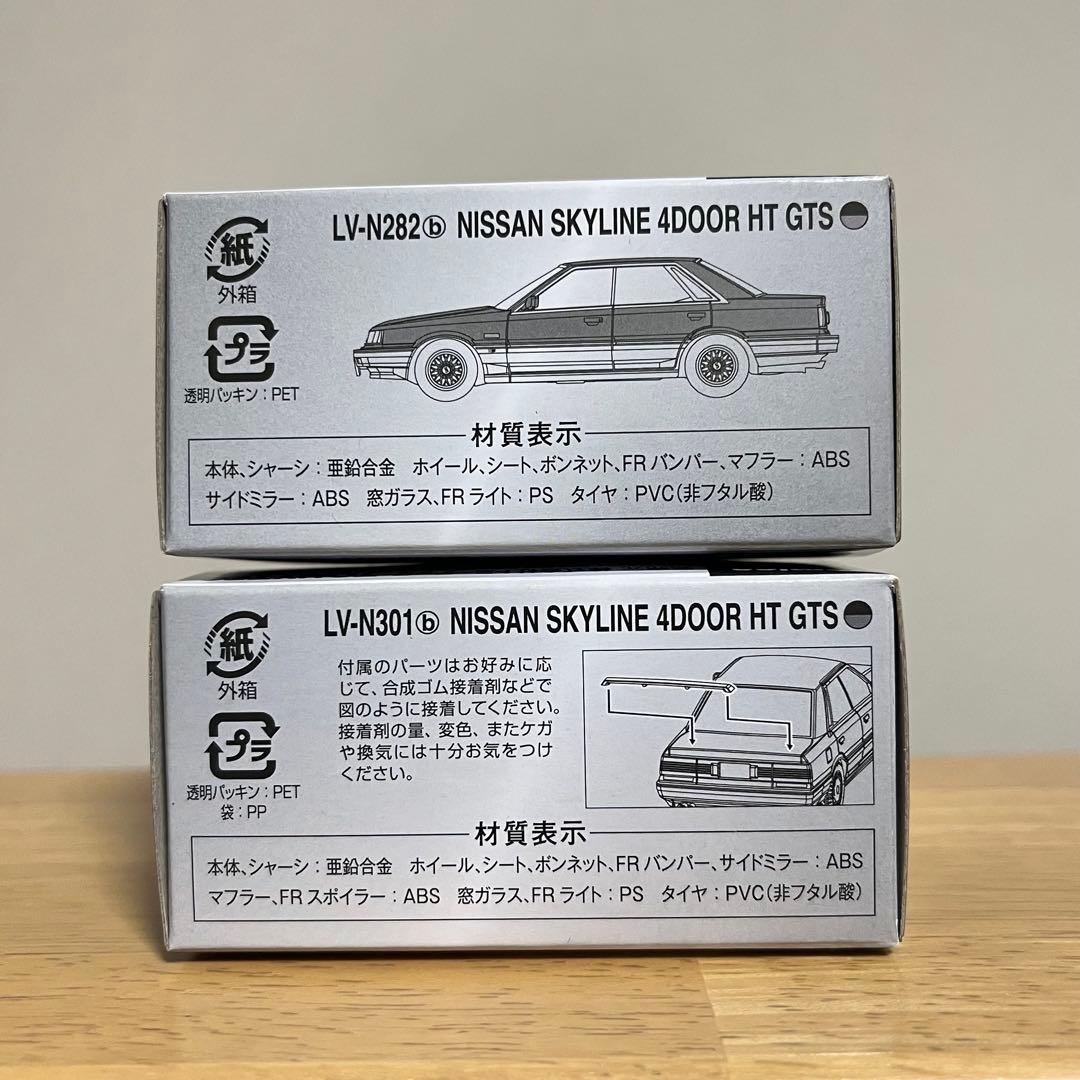 LV-N282ⓑ NISSAN SKYLINE 4DOOR HT GTS
紙
外箱
プラ
透明パッキン：PET
材質表示
本体、シャーシ：亜鉛合金　ホイール、シート、ボンネット、FRバンパー、マフラー：ABS
サイドミラー：ABS　窓ガラス、FRライト：PS　タイヤ：PVC（非フタル酸）
LV-N301ⓑ NISSAN SKYLINE 4DOOR HT GTS
紙
外箱
プラ
透明パッキン：PET
袋：PP
付属のパーツはお好みに応
じて、合成ゴム接着剤などで
図のように接着してください。
接着剤の量、変色、またケガ
や換気には十分お気をつけ
ください。
材質表示
本体、シャーシ：亜鉛合金　ホイール、シート、ボンネット、FRバンパー、サイドミラー：ABS
マフラー、FRスポイラー：ABS　窓ガラス、FRライト：PS　タイヤ：PVC（非フタル酸）